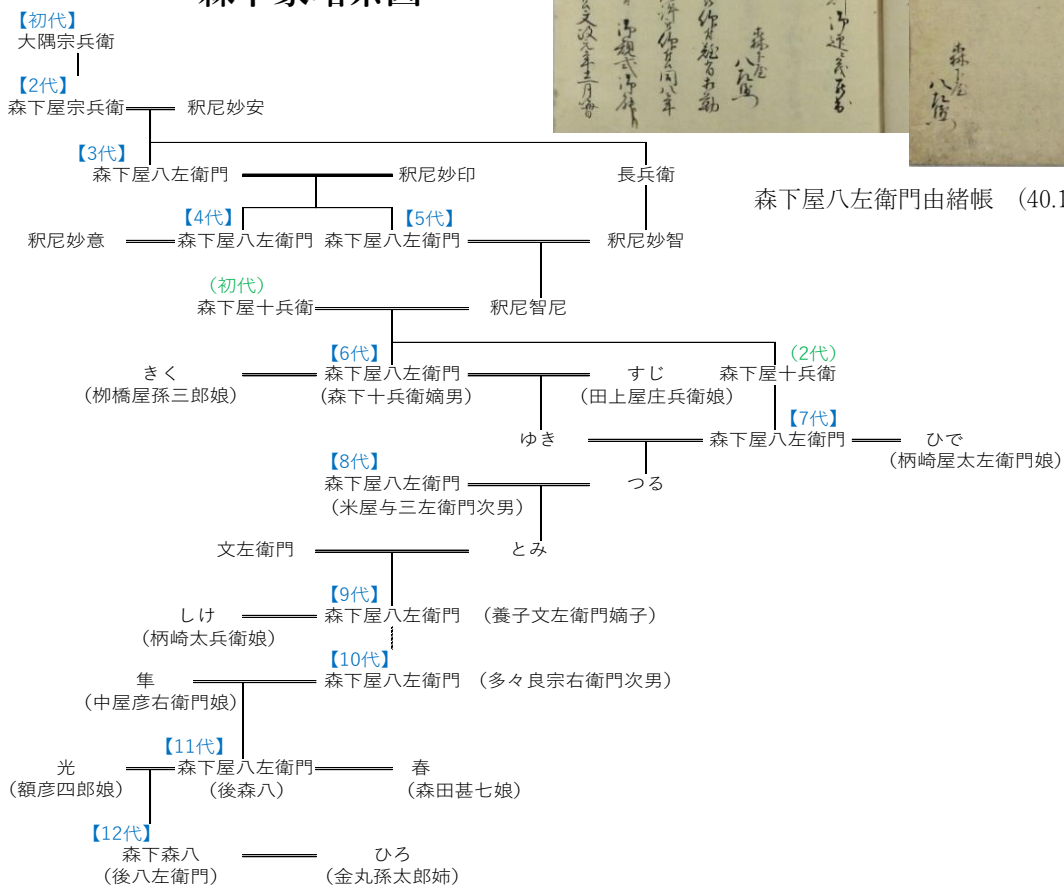 森下家略系図
【初代】
大隅宗兵衛
【2代】
森下屋宗兵衛
釈尼妙安
【3代】
森下屋八左衛門
釈尼妙印
長兵衛
森下屋八左衛門由緒帳 (40.1
釈尼妙意
【4代】
森下屋八左衛門
【5代】
森下屋八左衛門
釈尼妙智
(初代)
森下屋十兵衛
釈尼智尼
きく
(栁橋屋孫三郎娘)
【6代】
森下屋八左衛門
(森下十兵衛嫡男)
すじ
(田上屋庄兵衛娘)
(2代)
森下屋十兵衛
ゆき
【7代】
森下屋八左衛門
ひで
(柄崎屋太左衛門娘)
【8代】
森下屋八左衛門
(米屋与三左衛門次男)
つる
文左衛門
とみ
しけ
(柄崎太兵衛娘)
【9代】
森下屋八左衛門 (養子文左衛門嫡子)
隼
(中屋彦右衛門娘)
【10代】
森下屋八左衛門 (多々良宗右衛門次男)
光
(額彦四郎娘)
【11代】
森下屋八左衛門
(後森八)
春
(森田甚七娘)
【12代】
森下森八
(後八左衛門)
ひろ
(金丸孫太郎姉)